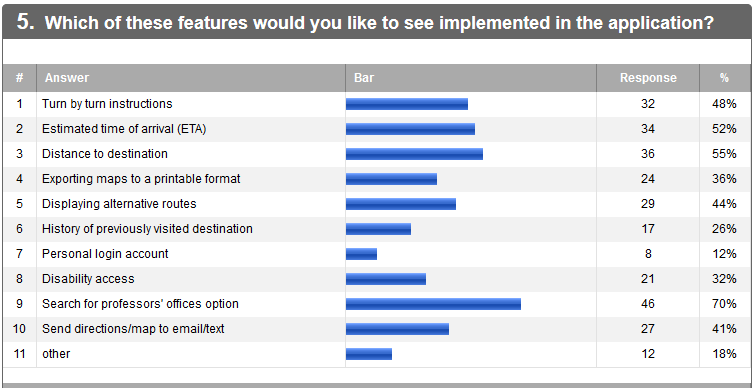 5. Which of these features would you like to see implemented in the application?
# Answer Bar Response %
1 Turn by turn instructions 32 48%
2 Estimated time of arrival (ETA) 34 52%
3 Distance to destination 36 55%
4 Exporting maps to a printable format 24 36%
5 Displaying alternative routes 29 44%
6 History of previously visited destination 17 26%
7 Personal login account 8 12%
8 Disability access 21 32%
9 Search for professors' offices option 46 70%
10 Send directions/map to email/text 27 41%
11 other 12 18%